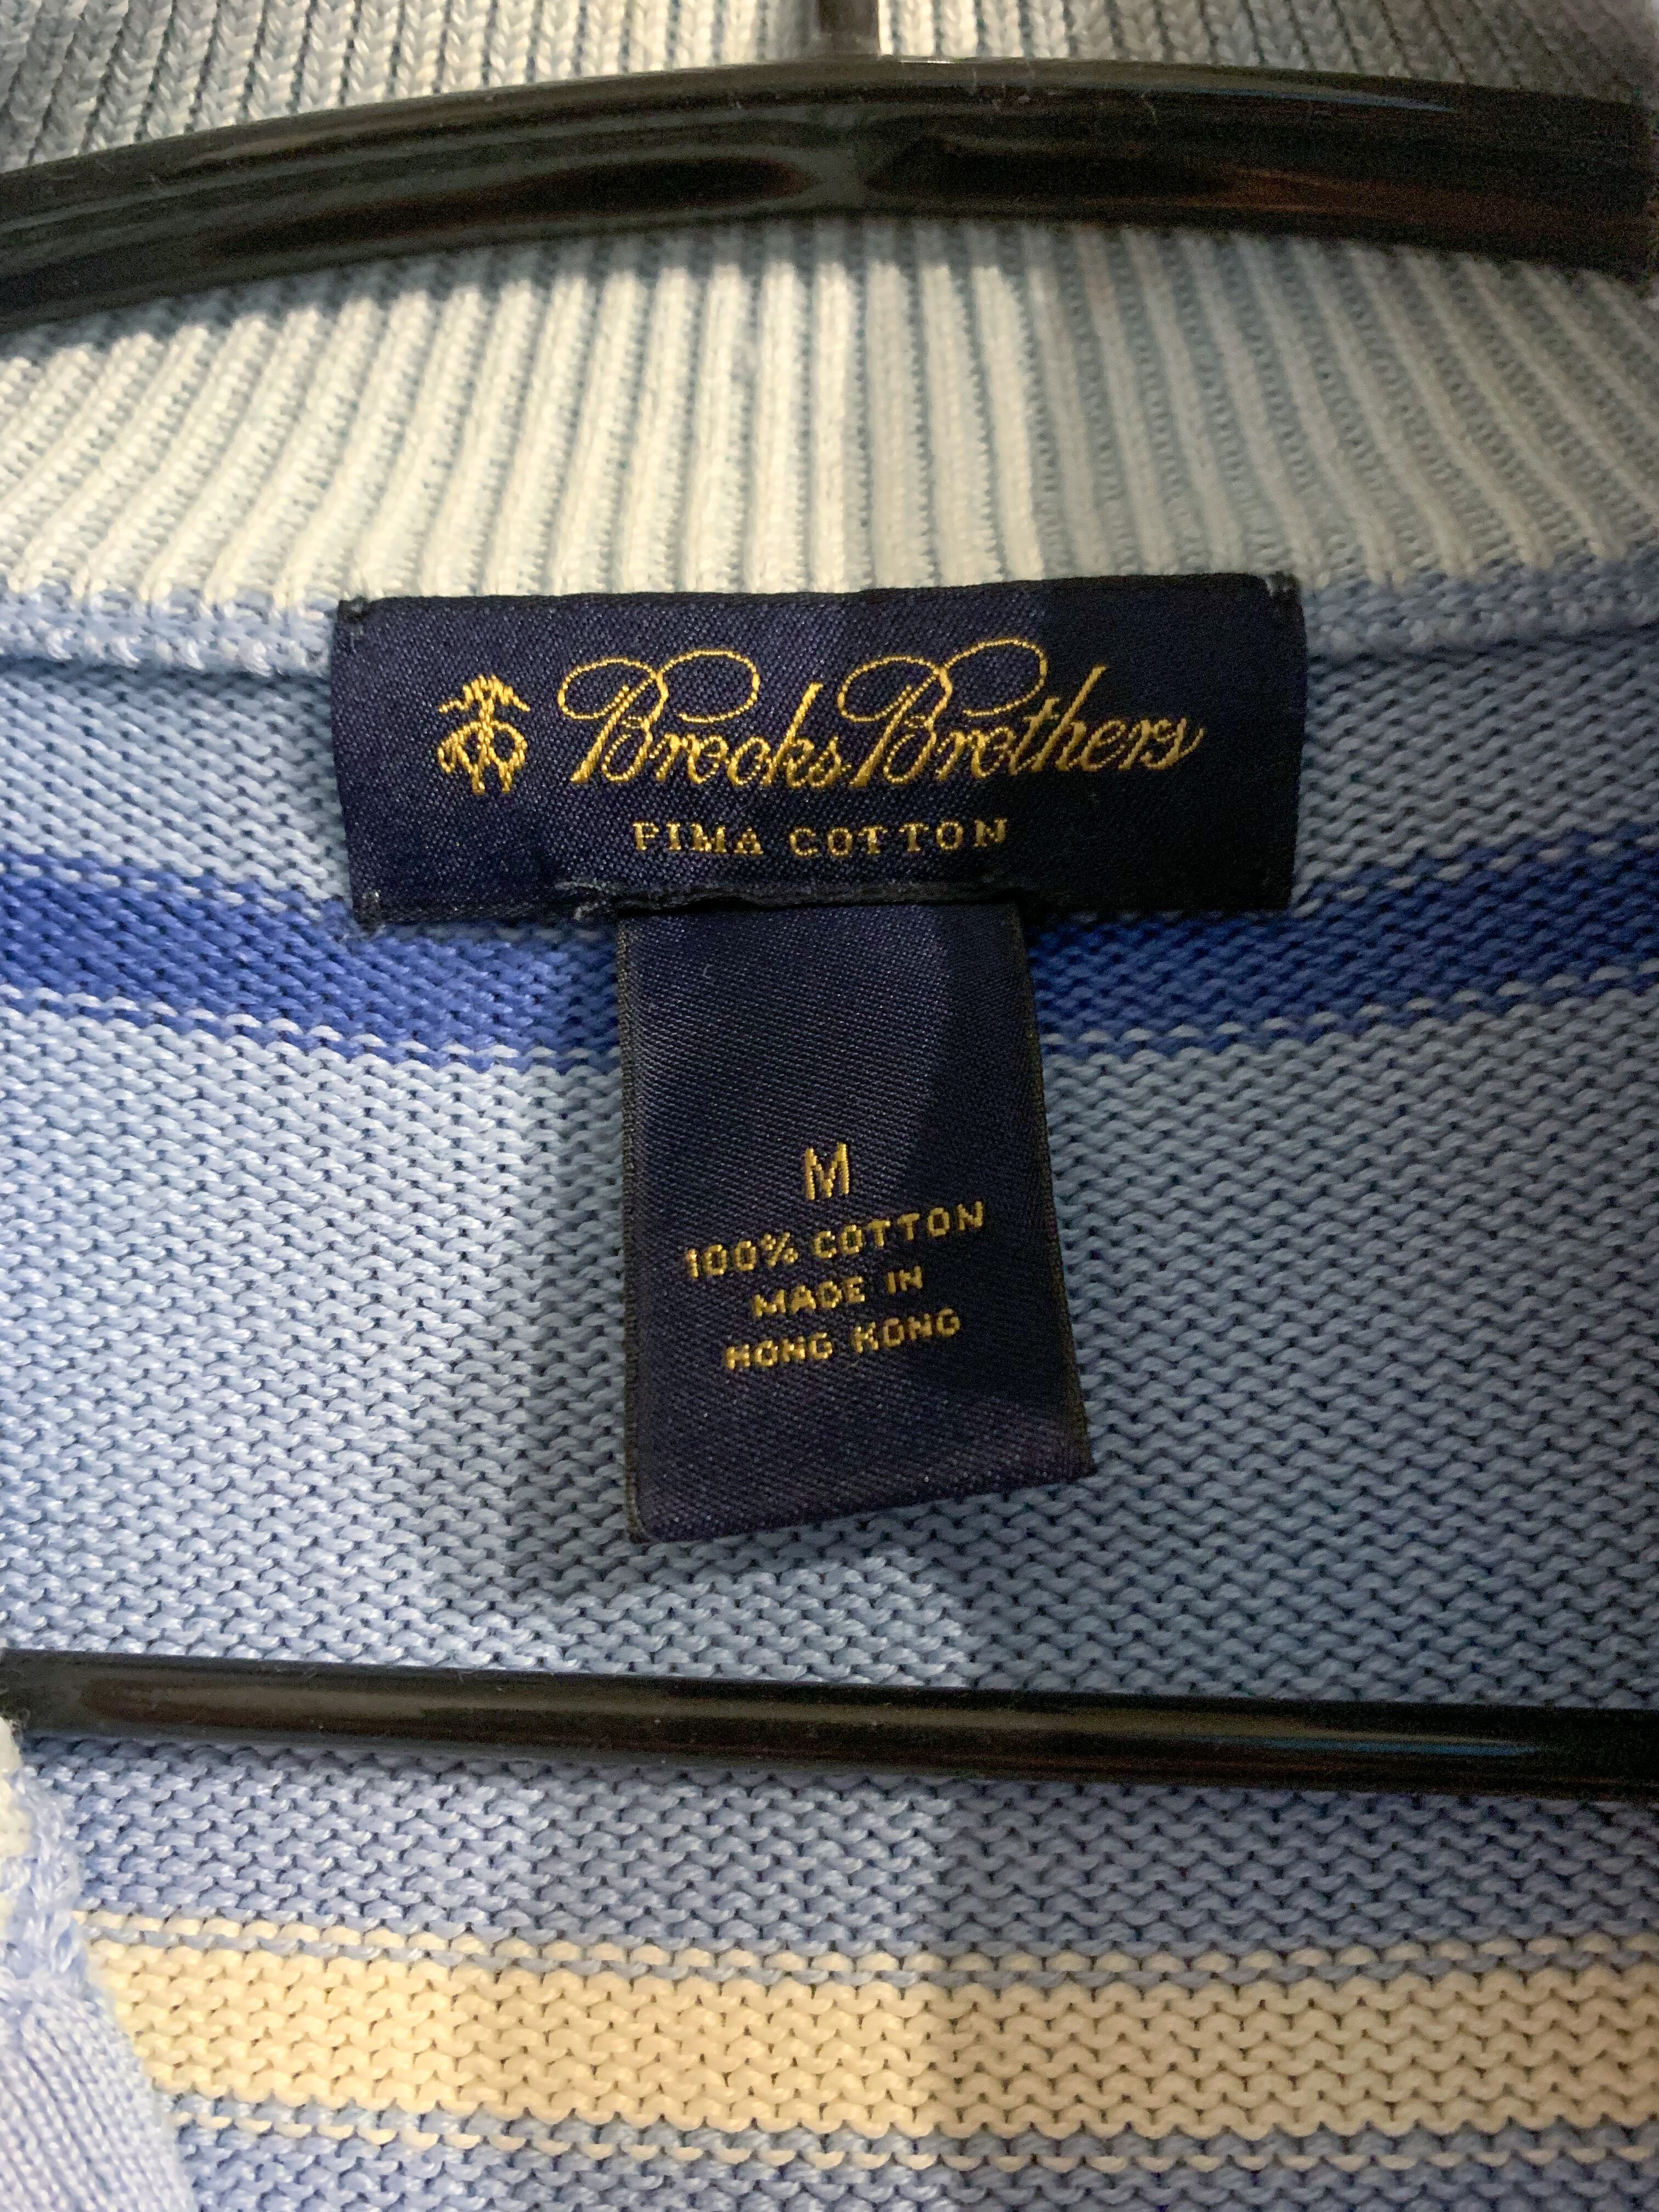 Brooks Brothers
PIMA COTTON
M
100% COTTON
MADE IN
HONG KONG